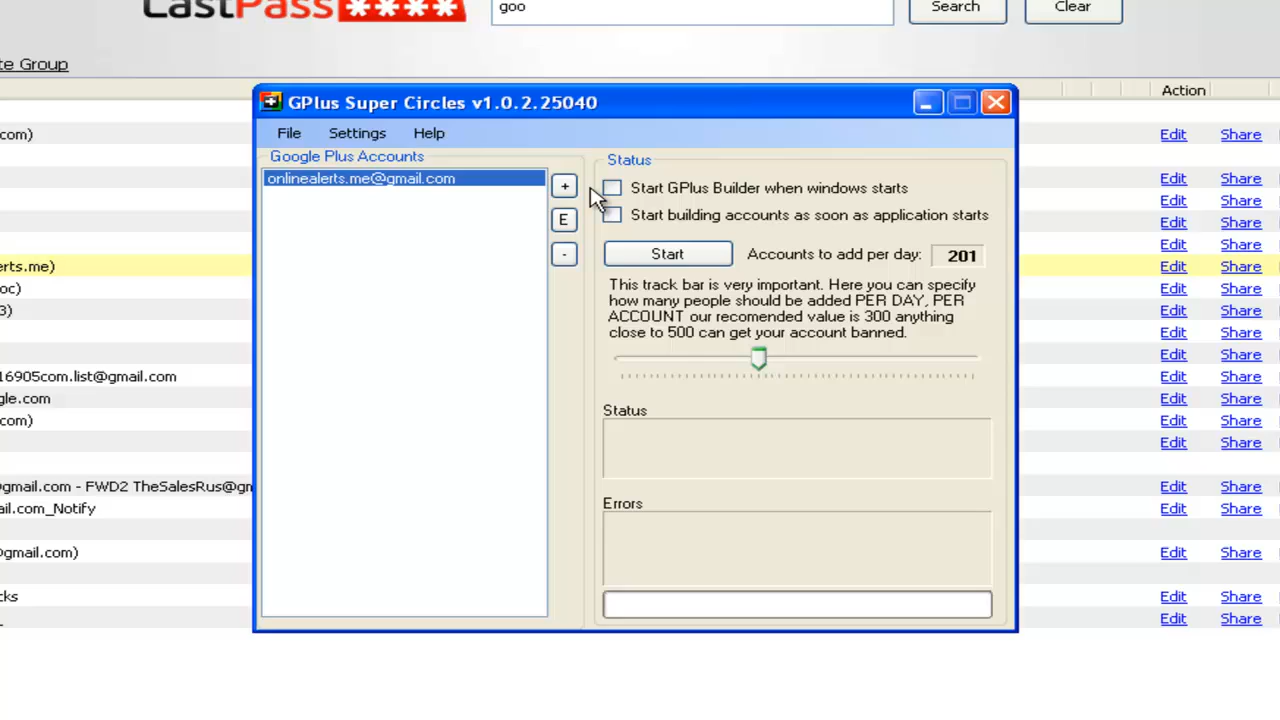 LastPass ****
goo
Search
Clear
te Group
Action
com)
Edit Share
GPlus Super Circles v1.0.2.25040
File Settings Help
Google Plus Accounts
onlinealerts.me@gmail.com
+
E
-
Status
Start GPlus Builder when windows starts
Start building accounts as soon as application starts
Start
Accounts to add per day: 201
This track bar is very important. Here you can specify
how many people should be added PER DAY, PER
ACCOUNT our recomended value is 300 anything
close to 500 can get your account banned.
Status
Errors
Edit Share
Edit Share
Edit Share
Edit Share
erts.me)
Edit Share
oc)
Edit Share
3)
Edit Share
Edit Share
Edit Share
16905com.list@gmail.com
Edit Share
gle.com
Edit Share
com)
Edit Share
Edit Share
@gmail.com - FWD2 TheSalesRus@gm
Edit Share
ail.com_Notify
Edit Share
@gmail.com)
Edit Share
cks
Edit Share
Edit Share